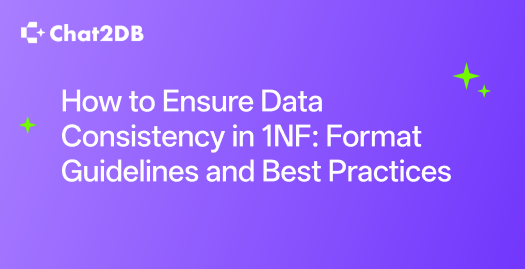 Chat2DB
How to Ensure Data
Consistency in 1NF: Format
Guidelines and Best Practices